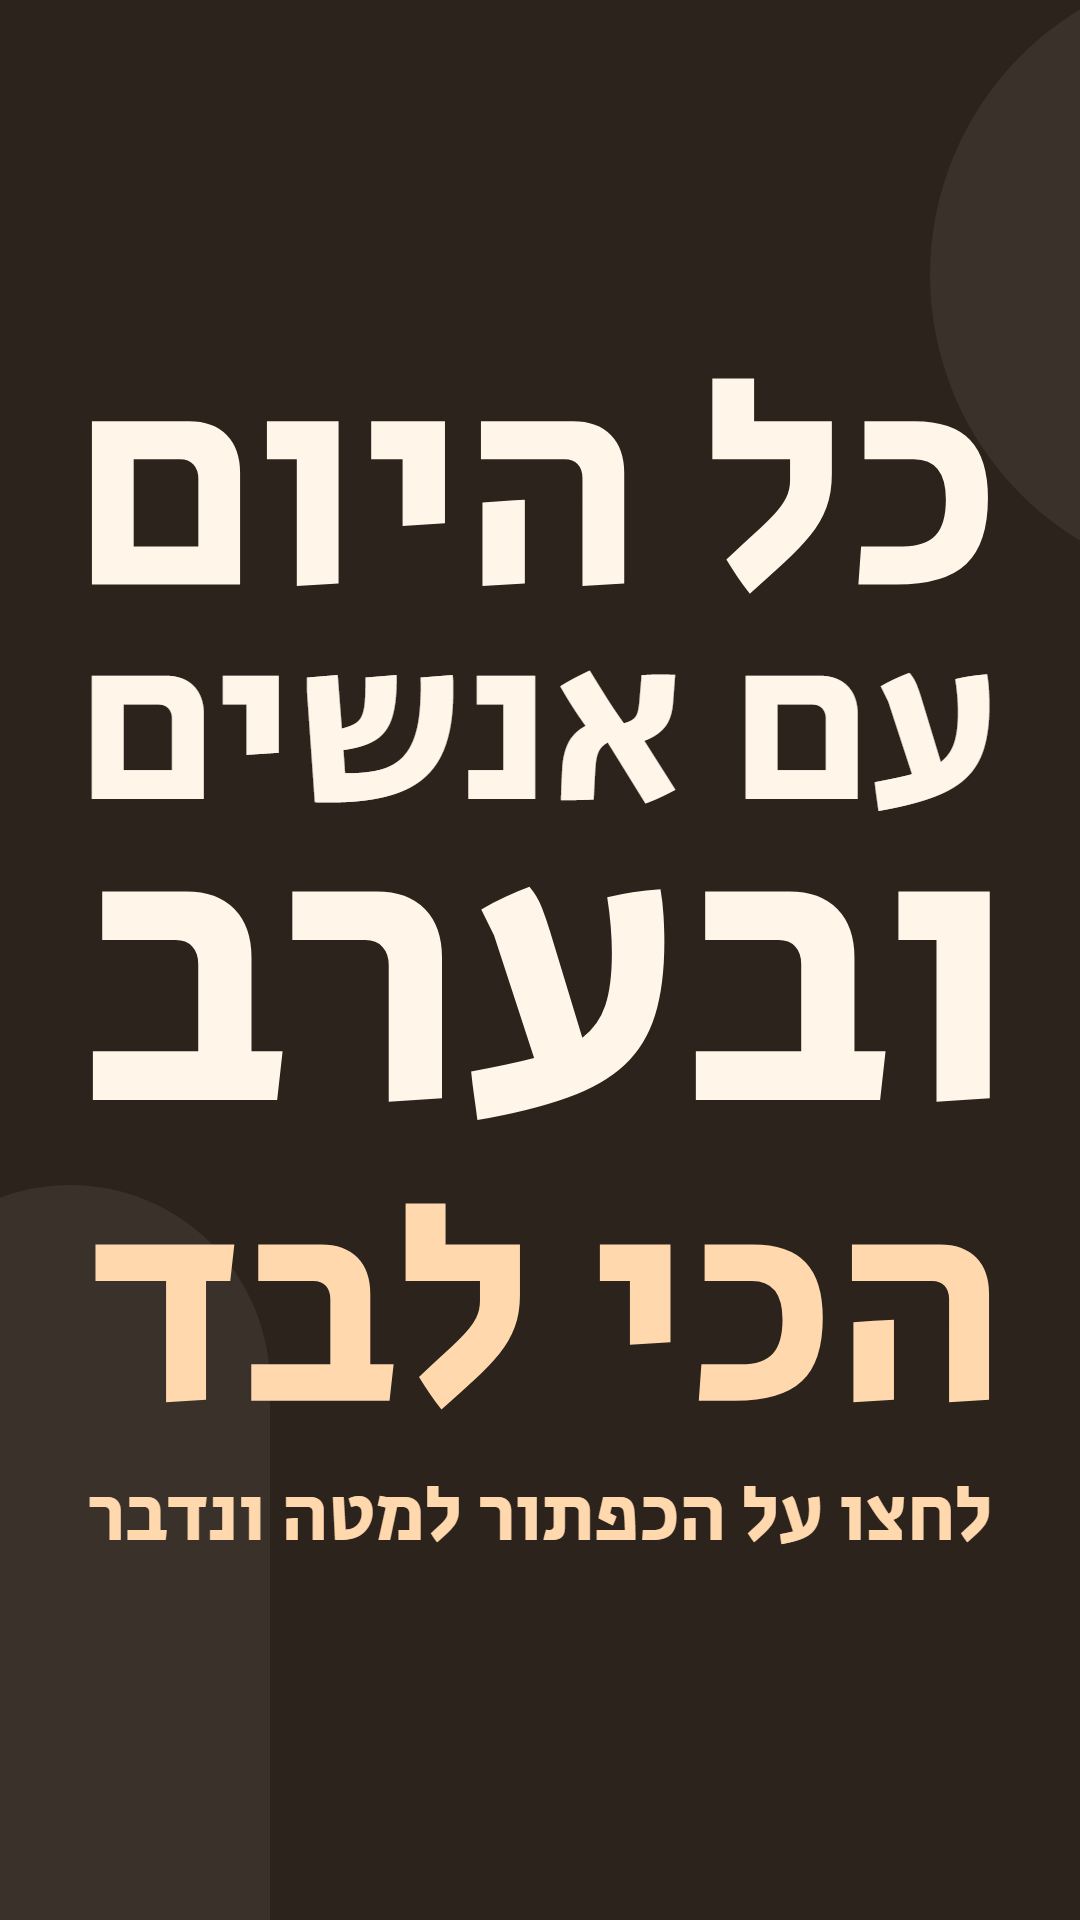 כל היום
עם אנשים
ובערב
הכי לבד
לחצו על הכפתור למטה ונדבר